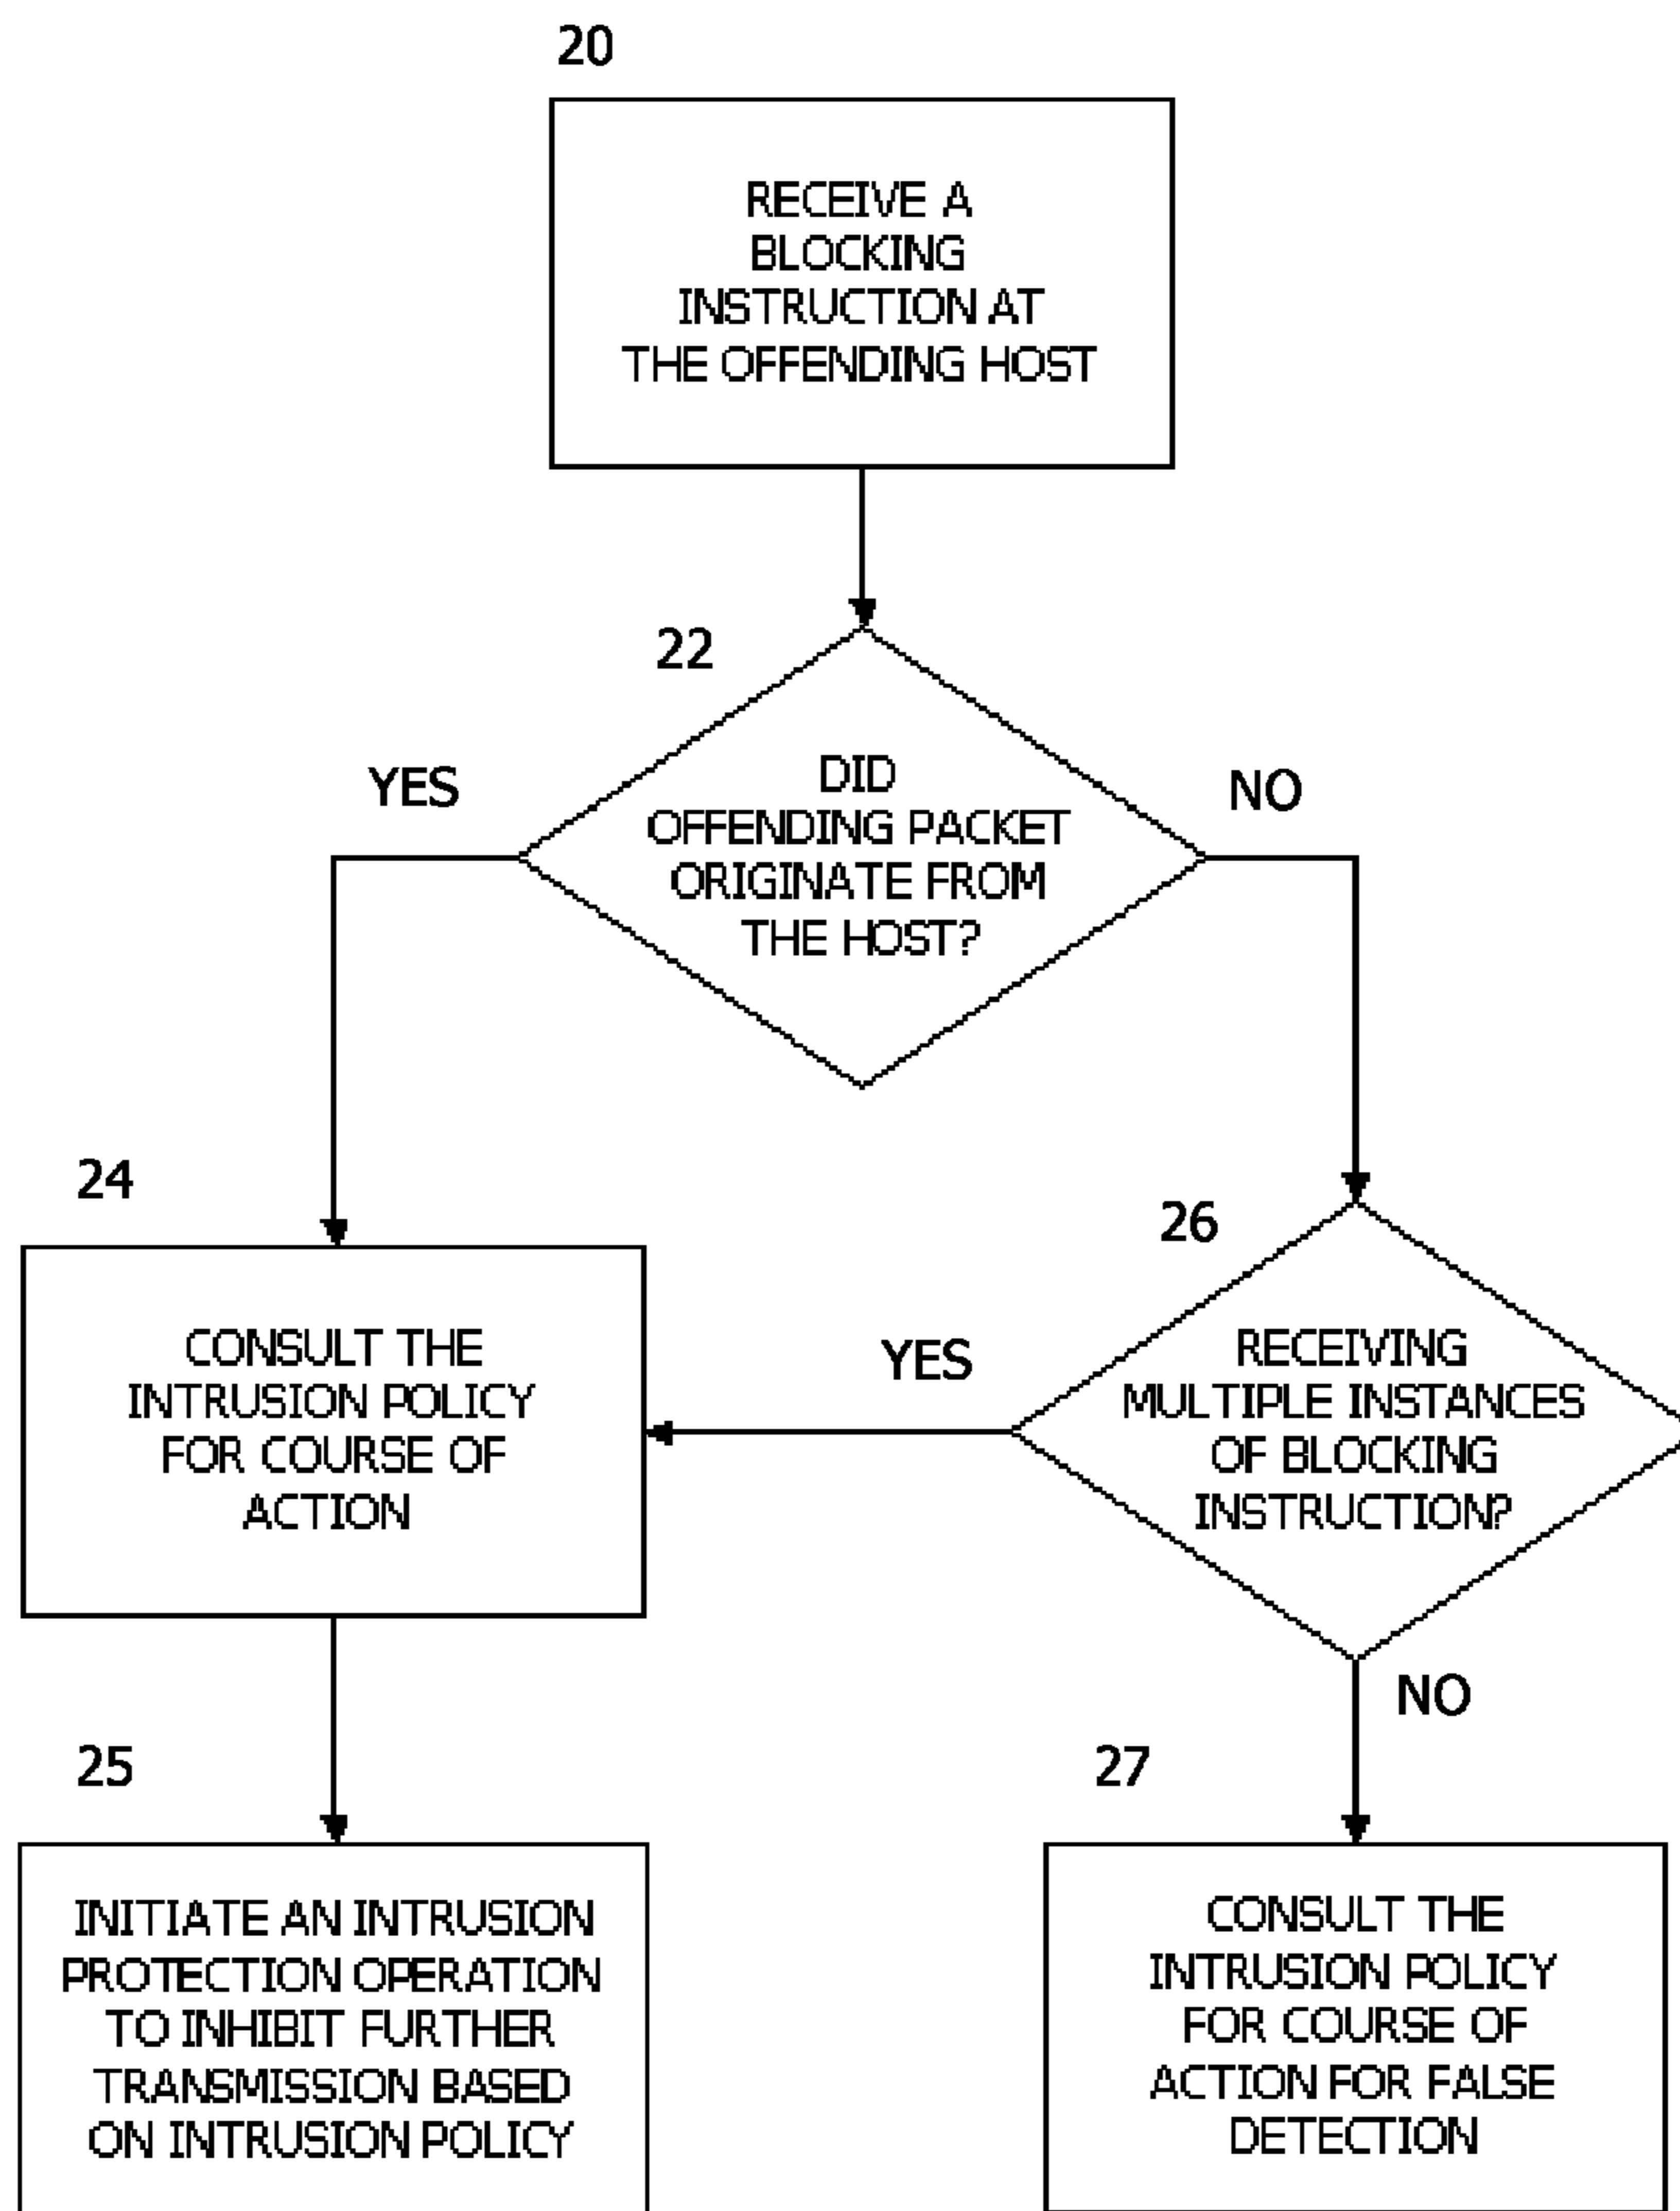 20
RECEIVE A
BLOCKING
INSTRUCTION AT
THE OFFENDING HOST
22
YES
NO
DID
OFFENDING PACKET
ORIGINATE FROM
THE HOST?
24
26
CONSULT THE
INTRUSION POLICY
FOR COURSE OF
ACTION
YES
RECEIVING
MULTIPLE INSTANCES
OF BLOCKING
INSTRUCTION?
NO
25
27
INITIATE AN INTRUSION
PROTECTION OPERATION
TO INHIBIT FURTHER
TRANSMISSION BASED
ON INTRUSION POLICY
CONSULT THE
INTRUSION POLICY
FOR COURSE OF
ACTION FOR FALSE
DETECTION